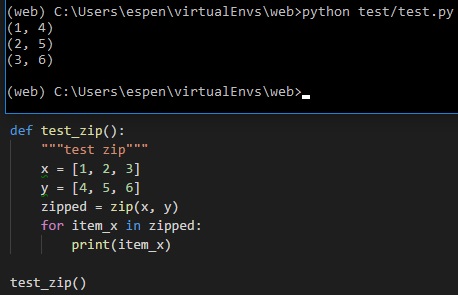 (web) C:\Users\espen\virtualEnvs\web>python test/test.py
(1, 4)
(2, 5)
(3, 6)
(web) C:\Users\espen\virtualEnvs\web>
def test_zip():
    """test zip"""
    x = [1, 2, 3]
    y = [4, 5, 6]
    zipped = zip(x, y)
    for item_x in zipped:
        print(item_x)
test_zip()